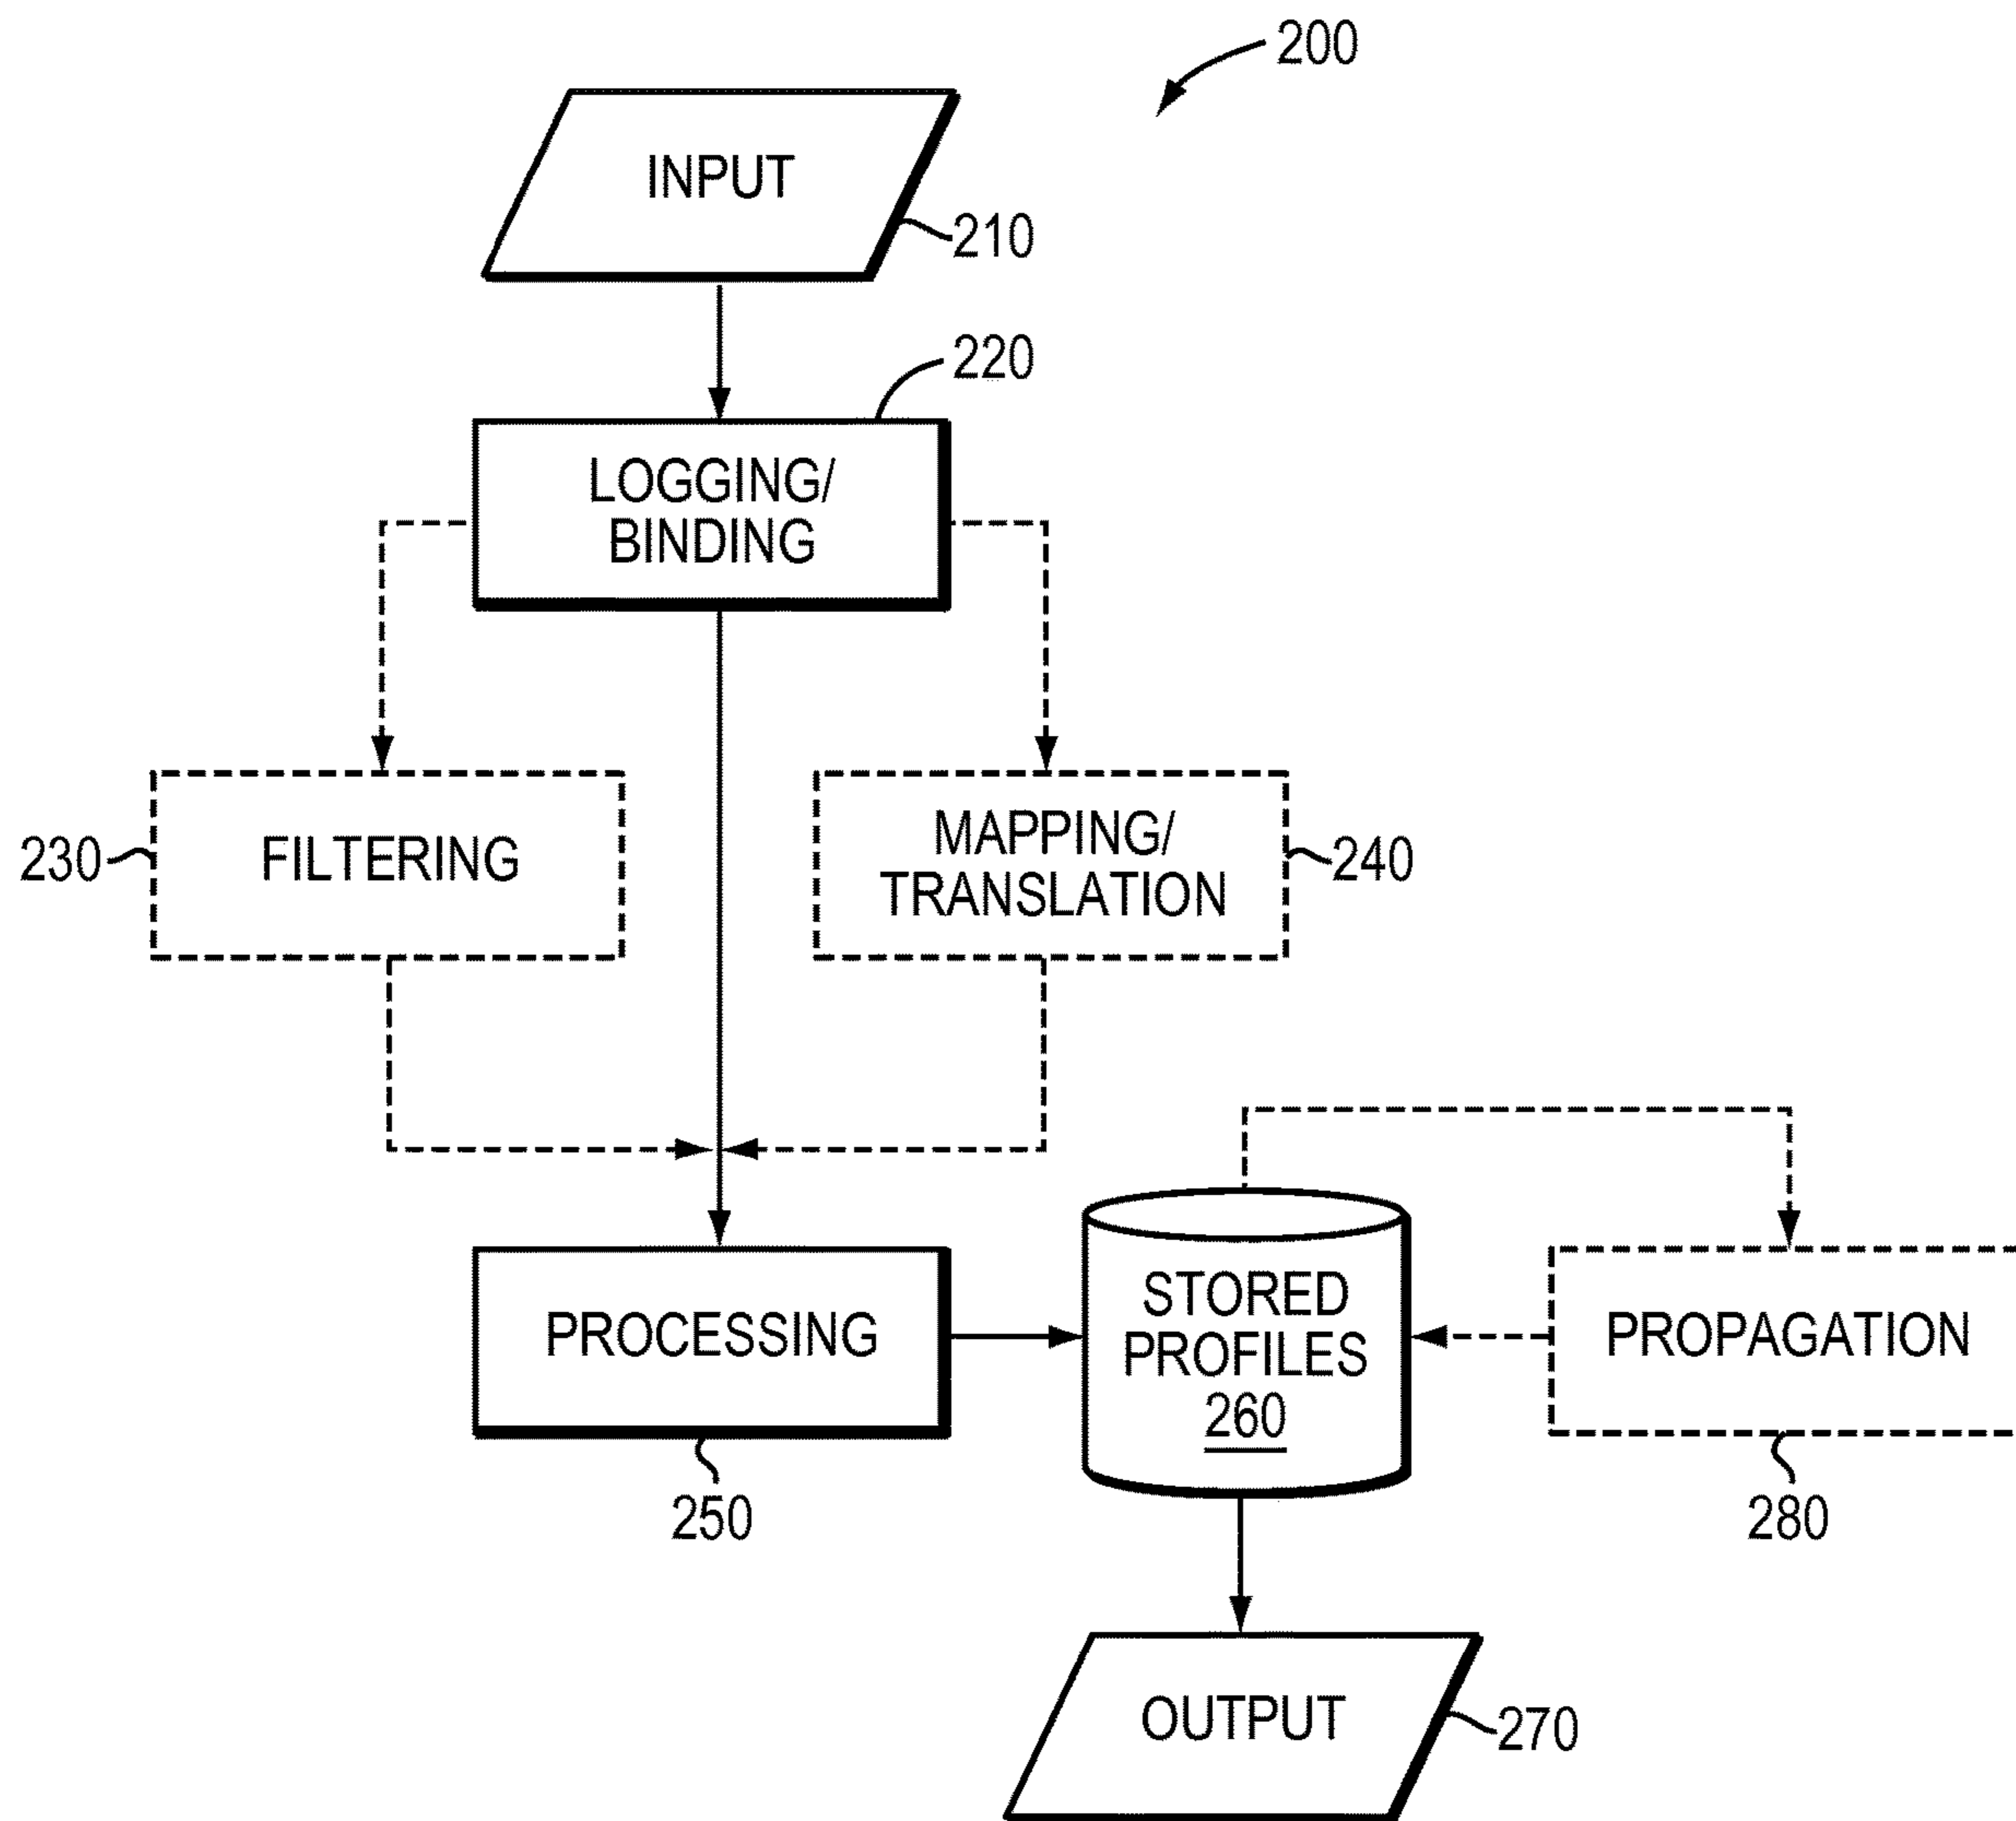 200
INPUT
210
220
LOGGING/
BINDING
230
FILTERING
MAPPING/
TRANSLATION
240
PROCESSING
250
STORED
PROFILES
260
PROPAGATION
280
OUTPUT
270